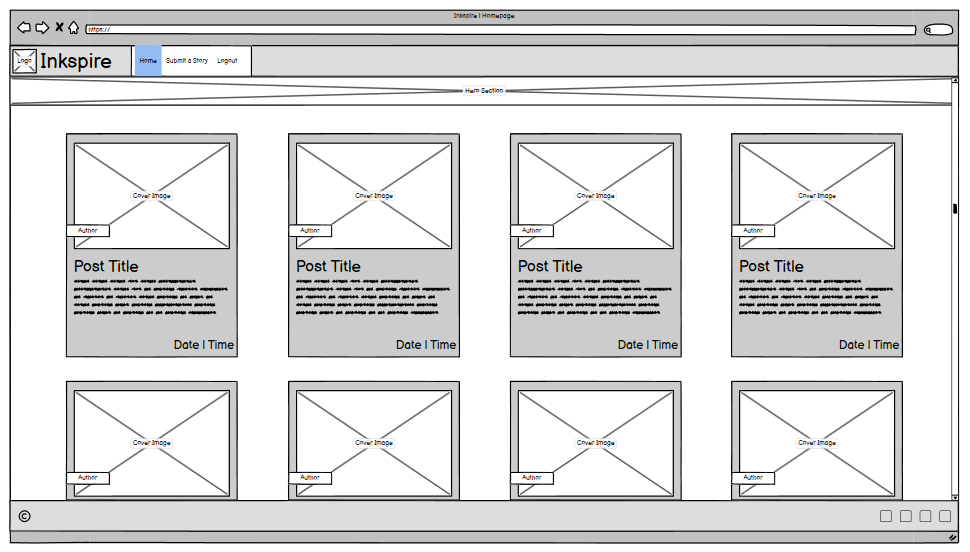 Inkspire | Homepage
https://
Logo
Inkspire
Home Submit a Story Logout
Hero Section
Cover Image Cover Image Cover Image Cover Image
Author Author Author Author
Post Title Post Title Post Title Post Title
Date | Time Date | Time Date | Time Date | Time
Cover Image Cover Image Cover Image Cover Image
Author Author Author Author
©